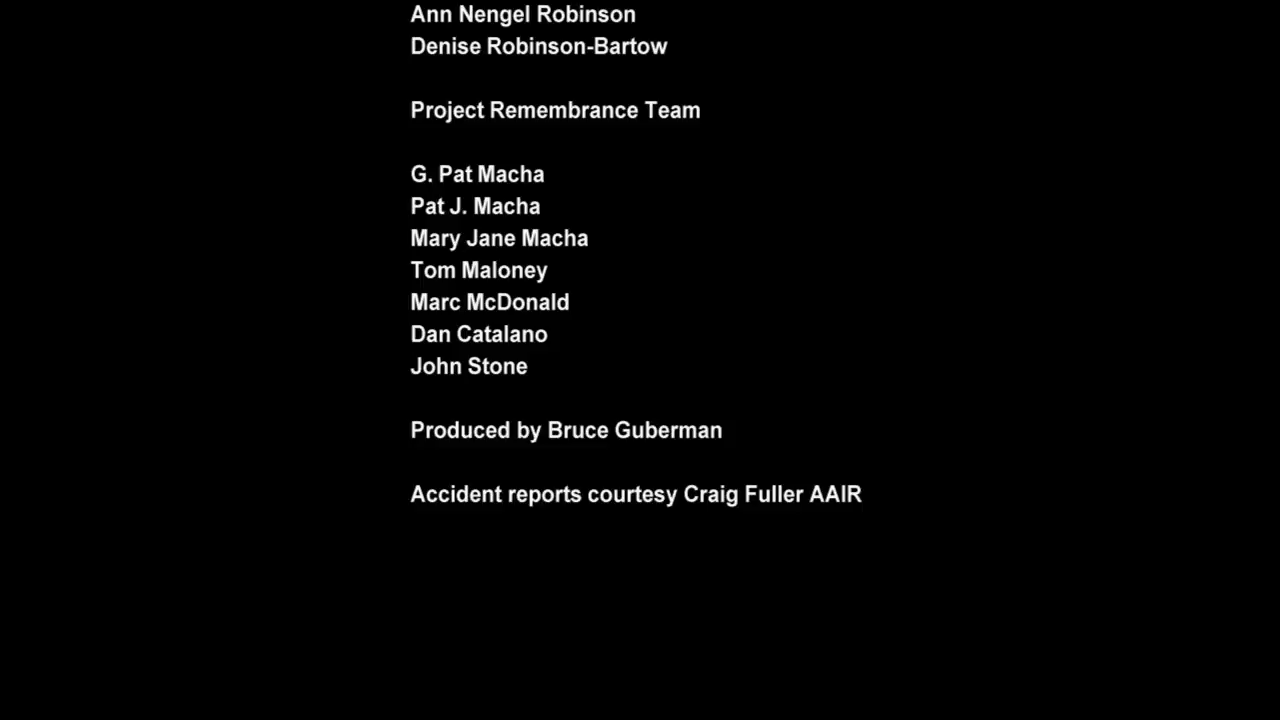 Ann Nengel Robinson
Denise Robinson-Bartow
Project Remembrance Team
G. Pat Macha
Pat J. Macha
Mary Jane Macha
Tom Maloney
Marc McDonald
Dan Catalano
John Stone
Produced by Bruce Guberman
Accident reports courtesy Craig Fuller AAIR